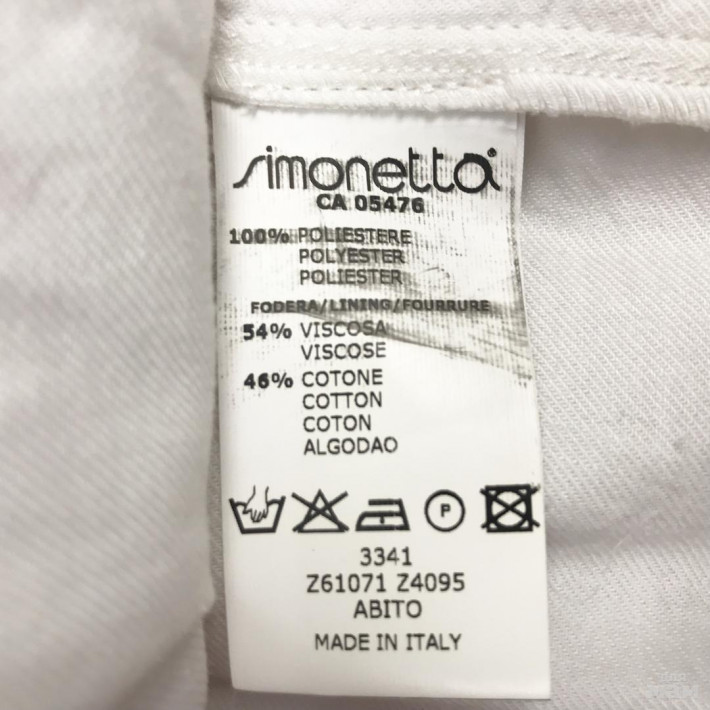 simonetta®
CA 05476
100% POLIESTERE
POLYESTER
POLIESTER
FODERA/LINING/FOURRURE
54% VISCOSA
VISCOSE
46% COTONE
COTTON
COTON
ALGODAO
P
3341
Z61071 Z4095
ABITO
MADE IN ITALY